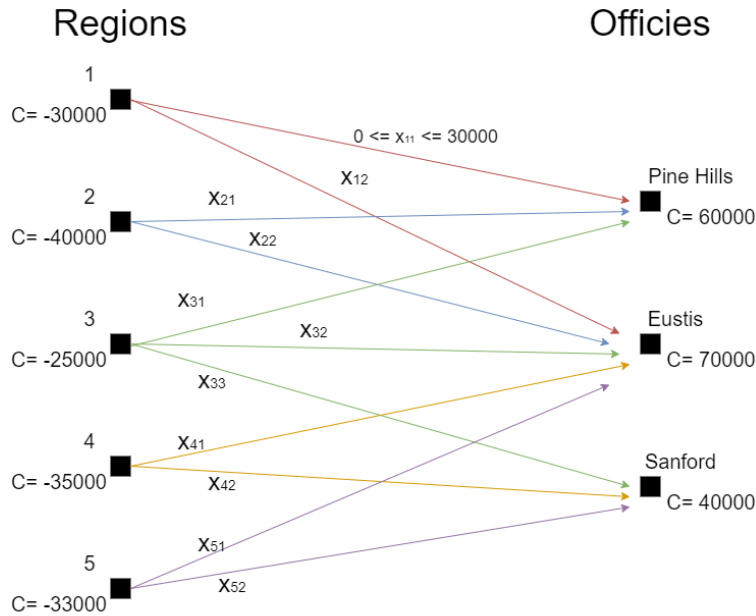 Regions
Officies
1
C= -30000
0 <= x₁₁ <= 30000
x₁₂
Pine Hills
C= 60000
2
C= -40000
x₂₁
x₂₂
3
C= -25000
x₃₁
x₃₂
x₃₃
Eustis
C= 70000
4
C= -35000
x₄₁
x₄₂
Sanford
C= 40000
5
C= -33000
x₅₁
x₅₂